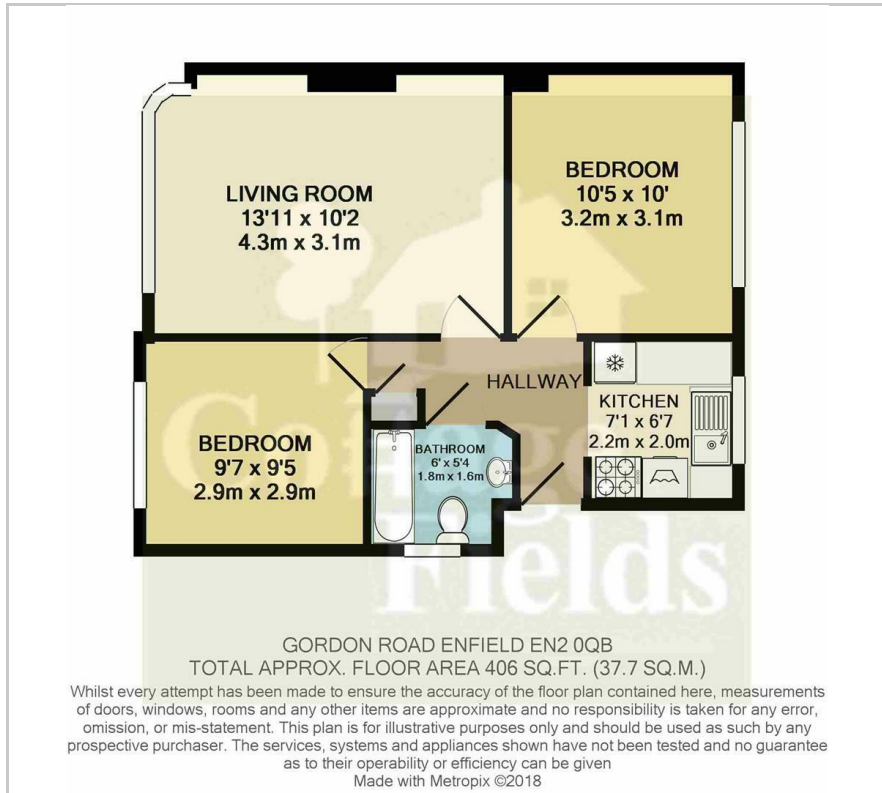 LIVING ROOM
13'11 x 10'2
4.3m x 3.1m
BEDROOM
10'5 x 10'
3.2m x 3.1m
HALLWAY
KITCHEN
7'1 x 6'7
2.2m x 2.0m
BEDROOM
9'7 x 9'5
2.9m x 2.9m
BATHROOM
6' x 5'4
1.8m x 1.6m
Fields
GORDON ROAD ENFIELD EN2 0QB
TOTAL APPROX. FLOOR AREA 406 SQ.FT. (37.7 SQ.M.)
Whilst every attempt has been made to ensure the accuracy of the floor plan contained here, measurements
of doors, windows, rooms and any other items are approximate and no responsibility is taken for any error,
omission, or mis-statement. This plan is for illustrative purposes only and should be used as such by any
prospective purchaser. The services, systems and appliances shown have not been tested and no guarantee
as to their operability or efficiency can be given
Made with Metropix ©2018